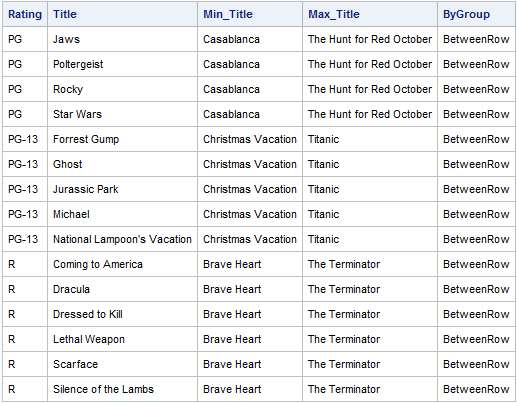 Rating Title Min_Title Max_Title ByGroup
PG Jaws Casablanca The Hunt for Red October BetweenRow
PG Poltergeist Casablanca The Hunt for Red October BetweenRow
PG Rocky Casablanca The Hunt for Red October BetweenRow
PG Star Wars Casablanca The Hunt for Red October BetweenRow
PG-13 Forrest Gump Christmas Vacation Titanic BetweenRow
PG-13 Ghost Christmas Vacation Titanic BetweenRow
PG-13 Jurassic Park Christmas Vacation Titanic BetweenRow
PG-13 Michael Christmas Vacation Titanic BetweenRow
PG-13 National Lampoon's Vacation Christmas Vacation Titanic BetweenRow
R Coming to America Brave Heart The Terminator BetweenRow
R Dracula Brave Heart The Terminator BetweenRow
R Dressed to Kill Brave Heart The Terminator BetweenRow
R Lethal Weapon Brave Heart The Terminator BetweenRow
R Scarface Brave Heart The Terminator BetweenRow
R Silence of the Lambs Brave Heart The Terminator BetweenRow